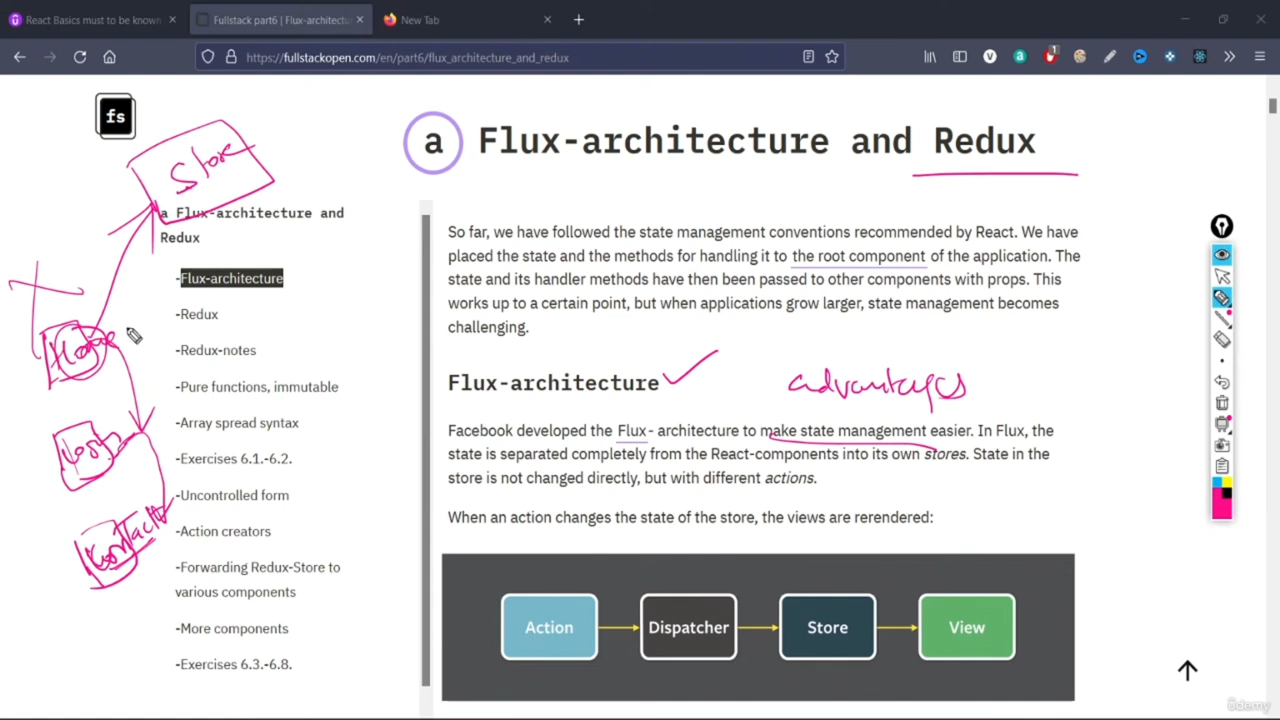 React Basics must to be known
Fullstack part6 | Flux-architectu
New Tab
https://fullstackopen.com/en/part6/flux_architecture_and_redux
1
fs
Store
a Flux-architecture and
Redux
-Flux-architecture
-Redux
-Redux-notes
-Pure functions, immutable
-Array spread syntax
-Exercises 6.1.-6.2.
-Uncontrolled form
-Action creators
-Forwarding Redux-Store to
various components
-More components
-Exercises 6.3.-6.8.
Home
Contact
a Flux-architecture and Redux
So far, we have followed the state management conventions recommended by React. We have
placed the state and the methods for handling it to the root component of the application. The
state and its handler methods have then been passed to other components with props. This
works up to a certain point, but when applications grow larger, state management becomes
challenging.
Flux-architecture
advantages
Facebook developed the Flux- architecture to make state management easier. In Flux, the
state is separated completely from the React-components into its own stores. State in the
store is not changed directly, but with different actions.
When an action changes the state of the store, the views are rerendered:
Action
Dispatcher
Store
View
ûdemy